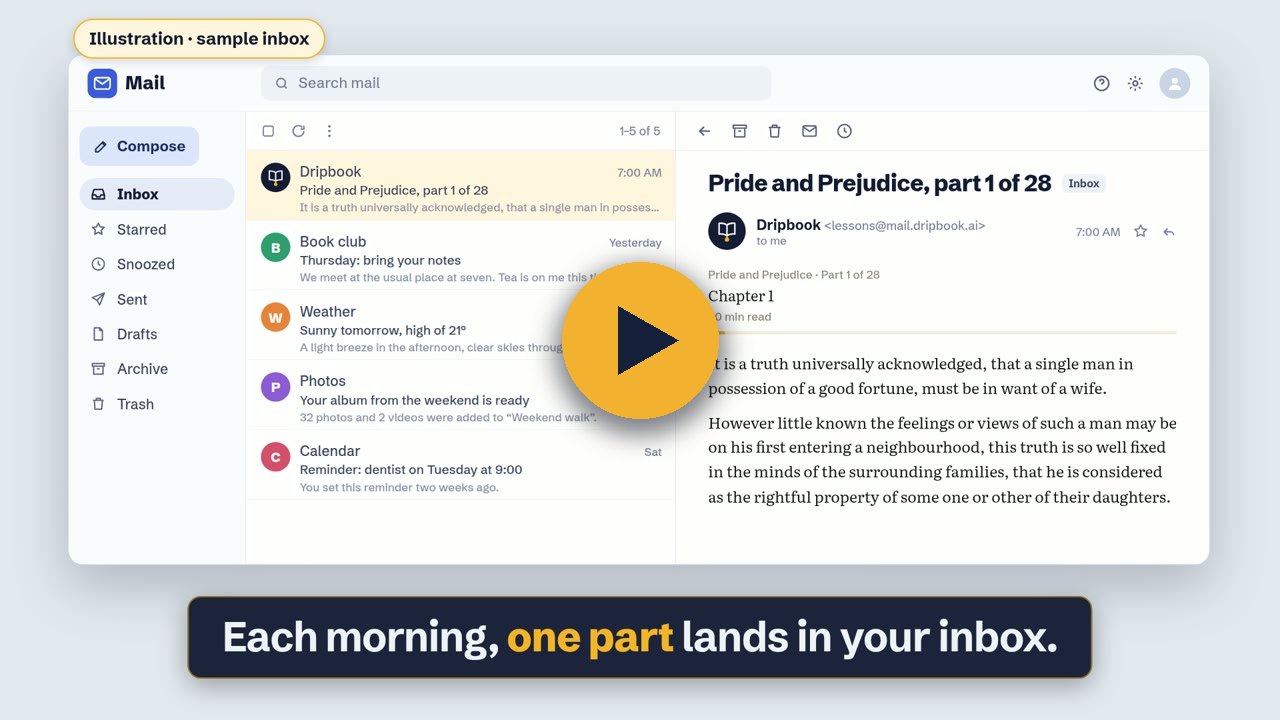 Illustration · sample inbox
Mail
Search mail
Compose
Inbox
Starred
Snoozed
Sent
Drafts
Archive
Trash
1–5 of 5
Dripbook
7:00 AM
Pride and Prejudice, part 1 of 28
It is a truth universally acknowledged, that a single man in posses...
B
Book club
Yesterday
Thursday: bring your notes
We meet at the usual place at seven. Tea is on me this
W
Weather
Sunny tomorrow, high of 21°
A light breeze in the afternoon, clear skies
P
Photos
Your album from the weekend is ready
32 photos and 2 videos were added to “Weekend walk”.
C
Calendar
Sat
Reminder: dentist on Tuesday at 9:00
You set this reminder two weeks ago.
Pride and Prejudice, part 1 of 28
Inbox
Dripbook <lessons@mail.dripbook.ai>
to me
7:00 AM
Pride and Prejudice · Part 1 of 28
Chapter 1
min read
is a truth universally acknowledged, that a single man in
possession of a good fortune, must be in want of a wife.
However little known the feelings or views of such a man may be
on his first entering a neighbourhood, this truth is so well fixed
in the minds of the surrounding families, that he is considered
as the rightful property of some one or other of their daughters.
Each morning, one part lands in your inbox.